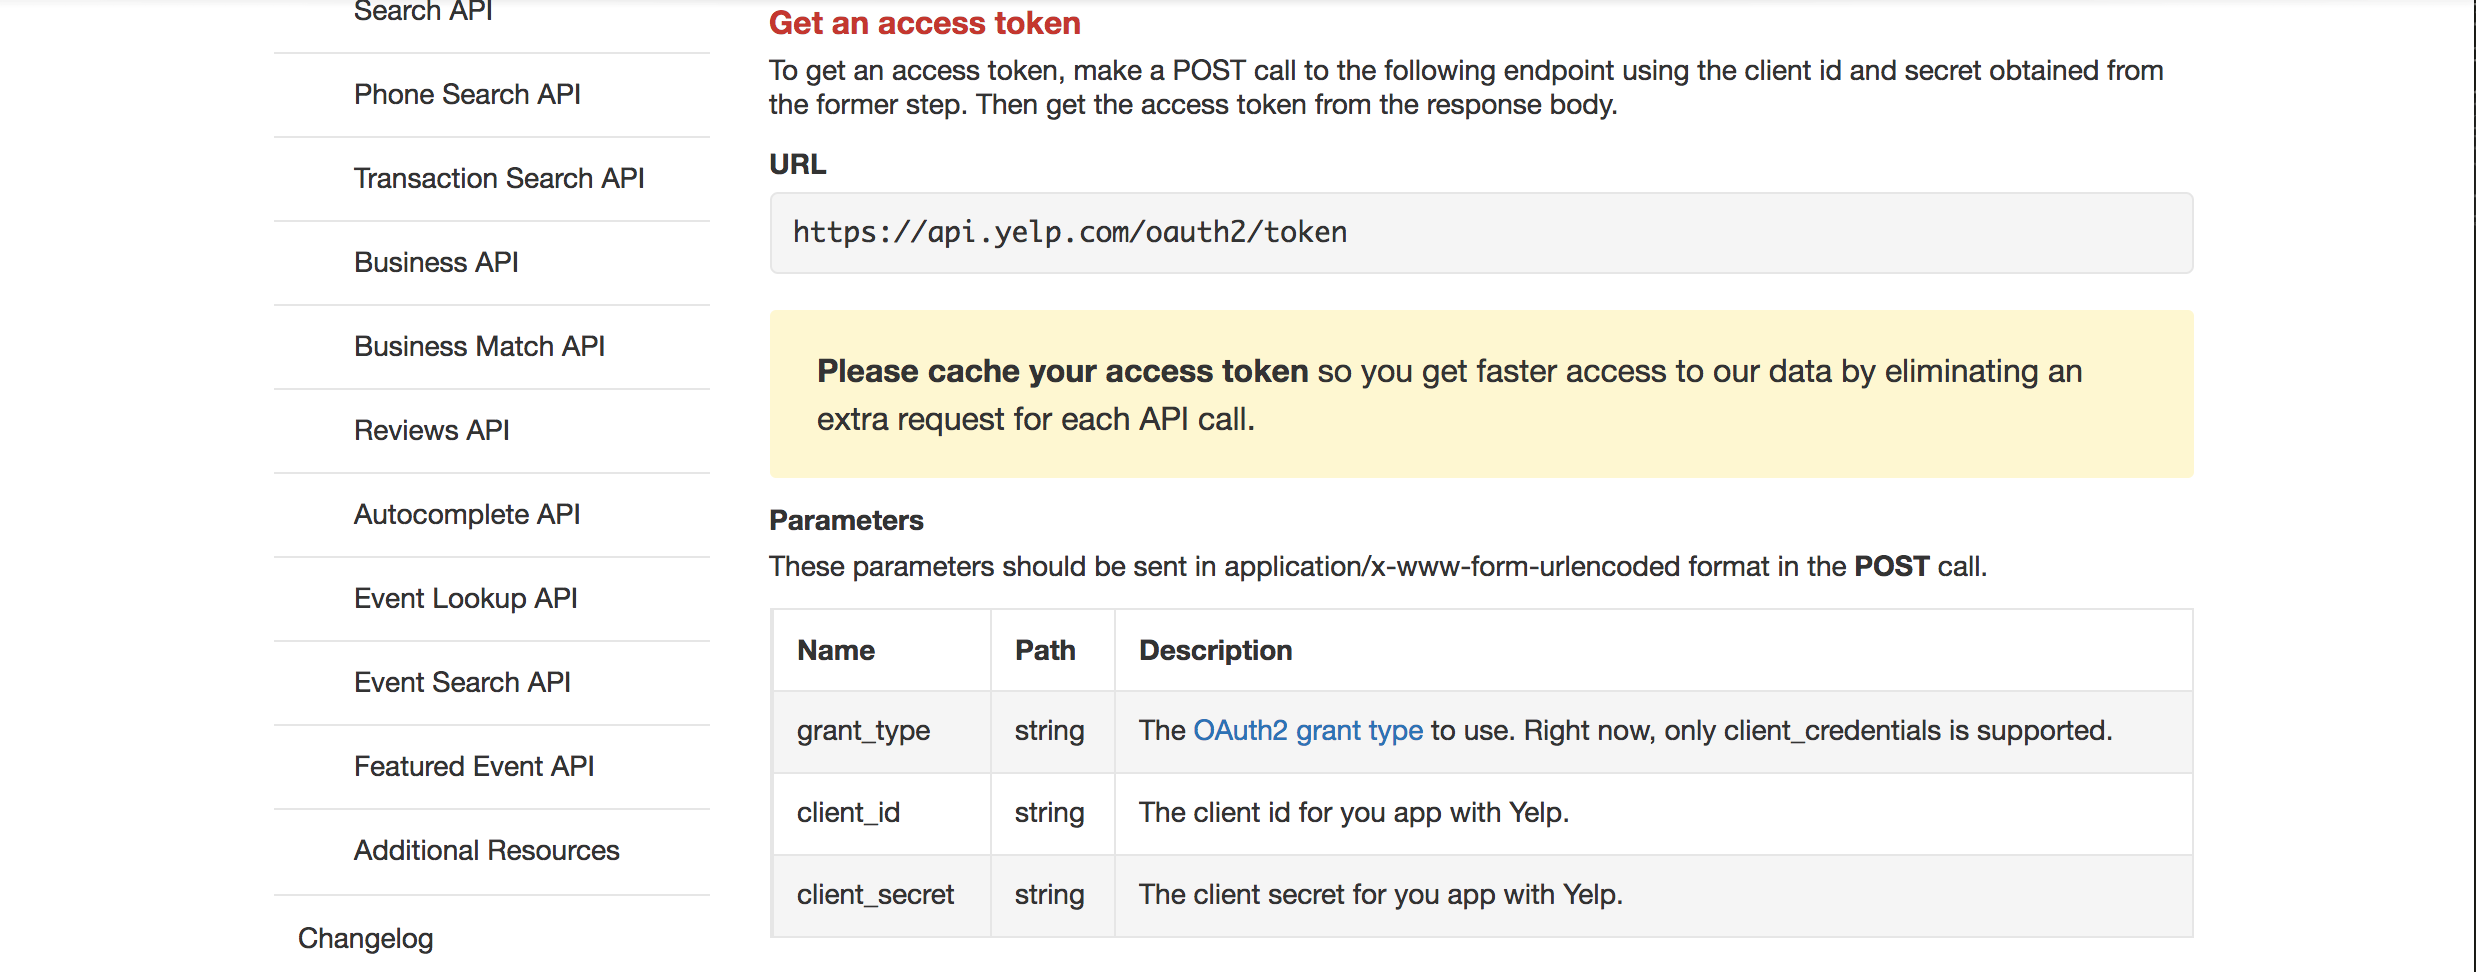 Search API
Phone Search API
Transaction Search API
Business API
Business Match API
Reviews API
Autocomplete API
Event Lookup API
Event Search API
Featured Event API
Additional Resources
Changelog
Get an access token
To get an access token, make a POST call to the following endpoint using the client id and secret obtained from
the former step. Then get the access token from the response body.
URL
https://api.yelp.com/oauth2/token
Please cache your access token so you get faster access to our data by eliminating an
extra request for each API call.
Parameters
These parameters should be sent in application/x-www-form-urlencoded format in the POST call.
Name Path Description
grant_type string The OAuth2 grant type to use. Right now, only client_credentials is supported.
client_id string The client id for you app with Yelp.
client_secret string The client secret for you app with Yelp.